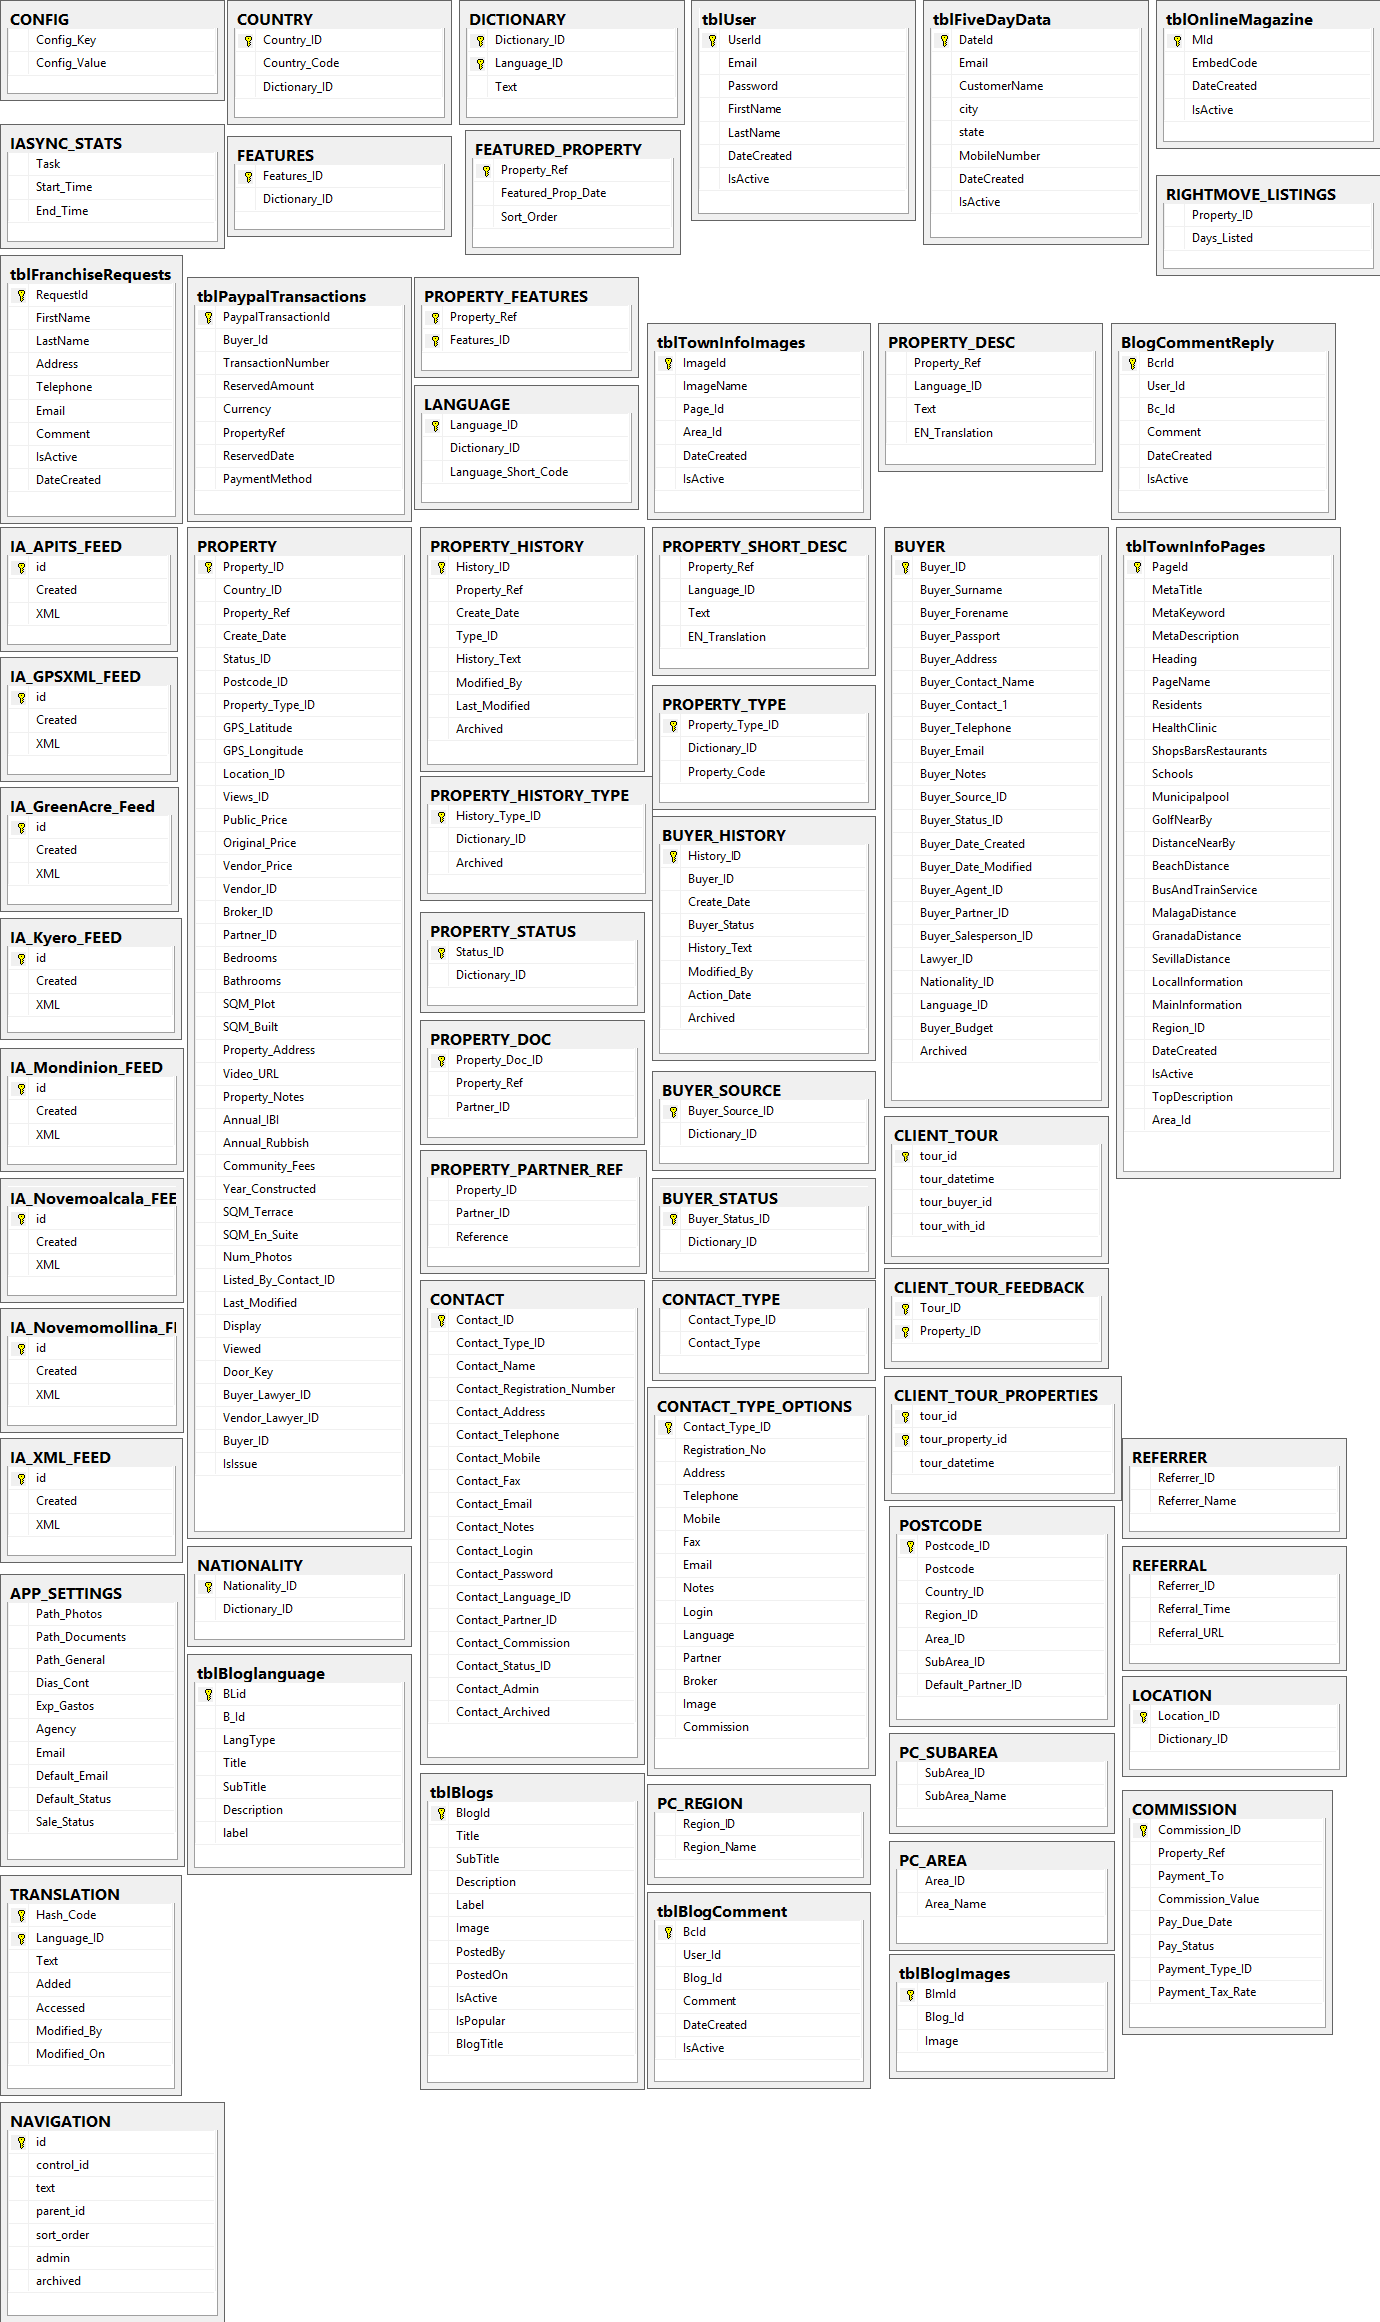 CONFIG
Config_Key
Config_Value
COUNTRY
Country_ID
Country_Code
Dictionary_ID
DICTIONARY
Dictionary_ID
Language_ID
Text
tblUser
UserId
Email
Password
FirstName
LastName
DateCreated
IsActive
tblFiveDayData
DateId
Email
CustomerName
city
state
MobileNumber
DateCreated
IsActive
tblOnlineMagazine
MId
EmbedCode
DateCreated
IsActive
IASYNC_STATS
Task
Start_Time
End_Time
FEATURES
Features_ID
Dictionary_ID
FEATURED_PROPERTY
Property_Ref
Featured_Prop_Date
Sort_Order
RIGHTMOVE_LISTINGS
Property_ID
Days_Listed
tblFranchiseRequests
RequestId
FirstName
LastName
Address
Telephone
Email
Comment
IsActive
DateCreated
tblPaypalTransactions
PaypalTransactionId
Buyer_Id
TransactionNumber
ReservedAmount
Currency
PropertyRef
ReservedDate
PaymentMethod
PROPERTY_FEATURES
Property_Ref
Features_ID
LANGUAGE
Language_ID
Dictionary_ID
Language_Short_Code
tblTownInfoImages
ImageId
ImageName
Page_Id
Area_Id
DateCreated
IsActive
PROPERTY_DESC
Property_Ref
Language_ID
Text
EN_Translation
BlogCommentReply
BcrId
User_Id
Bc_Id
Comment
DateCreated
IsActive
IA_APITS_FEED
id
Created
XML
IA_GPSXML_FEED
id
Created
XML
IA_GreenAcre_Feed
id
Created
XML
IA_Kyero_FEED
id
Created
XML
IA_Mondinion_FEED
id
Created
XML
IA_Novemoalcala_FEE
id
Created
XML
IA_Novemomollina_FI
id
Created
XML
IA_XML_FEED
id
Created
XML
APP_SETTINGS
Path_Photos
Path_Documents
Path_General
Dias_Cont
Exp_Gastos
Agency
Email
Default_Email
Default_Status
Sale_Status
TRANSLATION
Hash_Code
Language_ID
Text
Added
Accessed
Modified_By
Modified_On
NAVIGATION
id
control_id
text
parent_id
sort_order
admin
archived
PROPERTY
Property_ID
Country_ID
Property_Ref
Create_Date
Status_ID
Postcode_ID
Property_Type_ID
GPS_Latitude
GPS_Longitude
Location_ID
Views_ID
Public_Price
Original_Price
Vendor_Price
Vendor_ID
Broker_ID
Partner_ID
Bedrooms
Bathrooms
SQM_Plot
SQM_Built
Property_Address
Video_URL
Property_Notes
Annual_IBI
Annual_Rubbish
Community_Fees
Year_Constructed
SQM_Terrace
SQM_En_Suite
Num_Photos
Listed_By_Contact_ID
Last_Modified
Display
Viewed
Door_Key
Buyer_Lawyer_ID
Vendor_Lawyer_ID
Buyer_ID
IsIssue
NATIONALITY
Nationality_ID
Dictionary_ID
tblBloglanguage
BLid
B_Id
LangType
Title
SubTitle
Description
label
PROPERTY_HISTORY
History_ID
Property_Ref
Create_Date
Type_ID
History_Text
Modified_By
Last_Modified
Archived
PROPERTY_HISTORY_TYPE
History_Type_ID
Dictionary_ID
Archived
PROPERTY_STATUS
Status_ID
Dictionary_ID
PROPERTY_DOC
Property_Doc_ID
Property_Ref
Partner_ID
PROPERTY_PARTNER_REF
Property_ID
Partner_ID
Reference
CONTACT
Contact_ID
Contact_Type_ID
Contact_Name
Contact_Registration_Number
Contact_Address
Contact_Telephone
Contact_Mobile
Contact_Fax
Contact_Email
Contact_Notes
Contact_Login
Contact_Password
Contact_Language_ID
Contact_Partner_ID
Contact_Commission
Contact_Status_ID
Contact_Admin
Contact_Archived
tblBlogs
BlogId
Title
SubTitle
Description
Label
Image
PostedBy
PostedOn
IsActive
IsPopular
BlogTitle
PROPERTY_SHORT_DESC
Property_Ref
Language_ID
Text
EN_Translation
PROPERTY_TYPE
Property_Type_ID
Dictionary_ID
Property_Code
BUYER_HISTORY
History_ID
Buyer_ID
Create_Date
Buyer_Status
History_Text
Modified_By
Action_Date
Archived
BUYER_SOURCE
Buyer_Source_ID
Dictionary_ID
BUYER_STATUS
Buyer_Status_ID
Dictionary_ID
CONTACT_TYPE
Contact_Type_ID
Contact_Type
CONTACT_TYPE_OPTIONS
Contact_Type_ID
Registration_No
Address
Telephone
Mobile
Fax
Email
Notes
Login
Language
Partner
Broker
Image
Commission
PC_REGION
Region_ID
Region_Name
tblBlogComment
BcId
User_Id
Blog_Id
Comment
DateCreated
IsActive
BUYER
Buyer_ID
Buyer_Surname
Buyer_Forename
Buyer_Passport
Buyer_Address
Buyer_Contact_Name
Buyer_Contact_1
Buyer_Telephone
Buyer_Email
Buyer_Notes
Buyer_Source_ID
Buyer_Status_ID
Buyer_Date_Created
Buyer_Date_Modified
Buyer_Agent_ID
Buyer_Partner_ID
Buyer_Salesperson_ID
Lawyer_ID
Nationality_ID
Language_ID
Buyer_Budget
Archived
CLIENT_TOUR
tour_id
tour_datetime
tour_buyer_id
tour_with_id
CLIENT_TOUR_FEEDBACK
Tour_ID
Property_ID
CLIENT_TOUR_PROPERTIES
tour_id
tour_property_id
tour_datetime
POSTCODE
Postcode_ID
Postcode
Country_ID
Region_ID
Area_ID
SubArea_ID
Default_Partner_ID
PC_SUBAREA
SubArea_ID
SubArea_Name
PC_AREA
Area_ID
Area_Name
tblBlogImages
BImId
Blog_Id
Image
tblTownInfoPages
PageId
MetaTitle
MetaKeyword
MetaDescription
Heading
PageName
Residents
HealthClinic
ShopsBarsRestaurants
Schools
Municipalpool
GolfNearBy
DistanceNearBy
BeachDistance
BusAndTrainService
MalagaDistance
GranadaDistance
SevillaDistance
LocalInformation
MainInformation
Region_ID
DateCreated
IsActive
TopDescription
Area_Id
REFERRER
Referrer_ID
Referrer_Name
REFERRAL
Referrer_ID
Referral_Time
Referral_URL
LOCATION
Location_ID
Dictionary_ID
COMMISSION
Commission_ID
Property_Ref
Payment_To
Commission_Value
Pay_Due_Date
Pay_Status
Payment_Type_ID
Payment_Tax_Rate